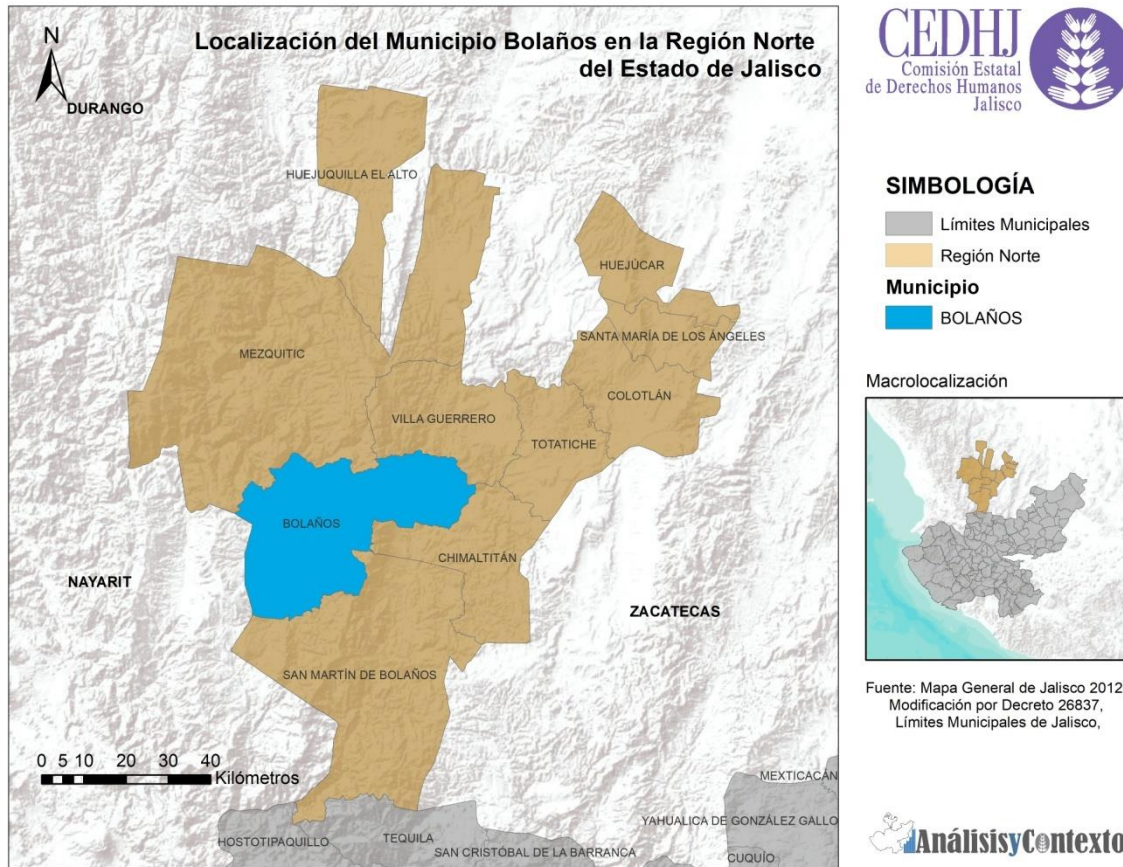 Localización del Municipio Bolaños en la Región Norte
del Estado de Jalisco
N
DURANGO
HUEJUQUILLA EL ALTO
HUEJÚCAR
SANTA MARÍA DE LOS ÁNGELES
MEZQUITIC
COLOTLÁN
VILLA GUERRERO
TOTATICHE
BOLAÑOS
CHIMALTITÁN
NAYARIT
ZACATECAS
SAN MARTÍN DE BOLAÑOS
0 5 10 20 30 40
Kilómetros
MEXTICACÁN
YAHUALICA DE GONZÁLEZ GALLO
HOSTOTIPAQUILLO
TEQUILA
SAN CRISTÓBAL DE LA BARRANCA
CUQUÍO
CEDHJ
Comisión Estatal
de Derechos Humanos
Jalisco
SIMBOLOGÍA
Límites Municipales
Región Norte
Municipio
BOLAÑOS
Macrolocalización
Fuente: Mapa General de Jalisco 2012
Modificación por Decreto 26837,
Límites Municipales de Jalisco,
AnálisisyContexto